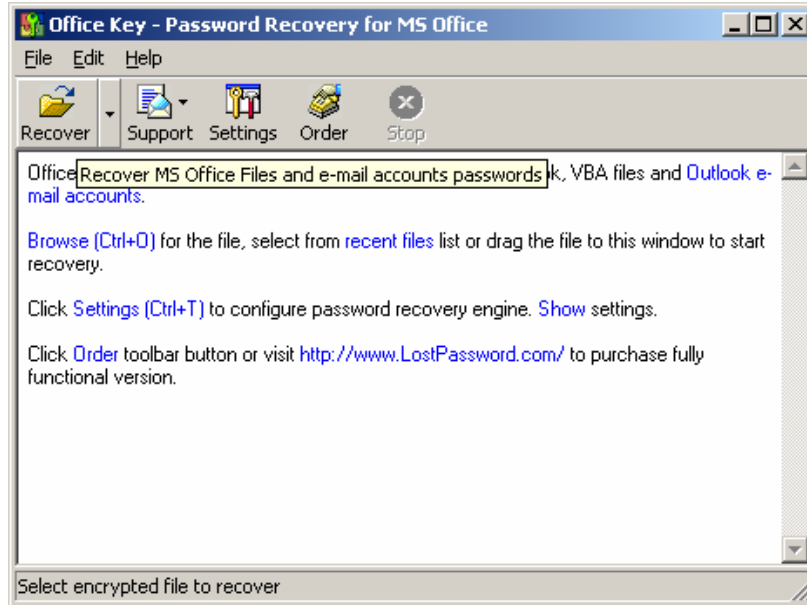 Office Key - Password Recovery for MS Office
File Edit Help
Recover Support Settings Order Stop
Office Recover MS Office Files and e-mail accounts passwords k, VBA files and Outlook e-
mail accounts.
Browse (Ctrl+O) for the file, select from recent files list or drag the file to this window to start
recovery.
Click Settings (Ctrl+T) to configure password recovery engine. Show settings.
Click Order toolbar button or visit http://www.LostPassword.com/ to purchase fully
functional version.
Select encrypted file to recover